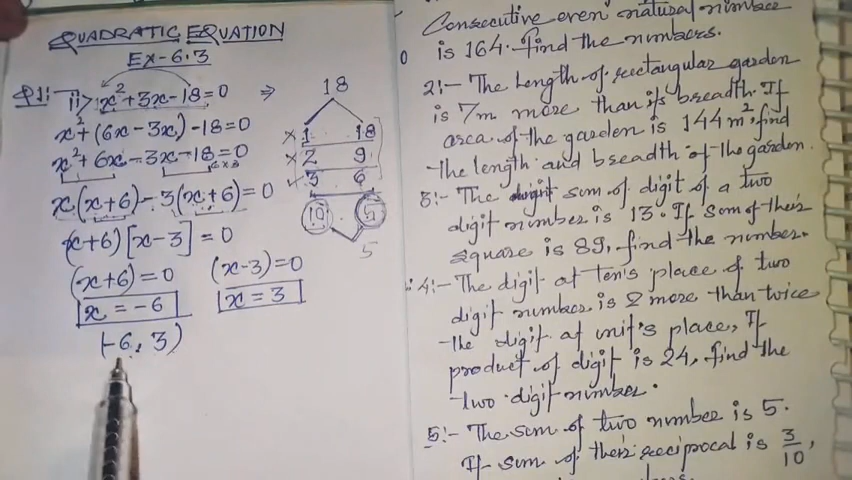 QUADRATIC EQUATION
EX-6.3
Q1:- ii> x²+3x-18=0 ⇒
x²+(6x-3x)-18=0
x²+6x-3x-18=0
6×3
x(x+6)-3(x+6)=0
(x+6)[x-3]=0
(x+6)=0 (x-3)=0
x=-6 x=3
(-6, 3)
18
× 1 18
× 2 9
✓ 3 6
5
Consecutive even natural number
is 164. find the numbers.
2:- The length of rectangular garden
is 7m more than its breadth. If
area of the garden is 144m², find
the length and breadth of the garden.
3:- The sum of digit of a two
digit number is 13. If sum of their
square is 89, find the number.
4:- The digit at ten's place of two
digit number is 2 more than twice
the digit at unit's place, If
product of digit is 24, find the
two digit number.
5:- The sum of two number is 5.
If sum of their reciprocal is 3/10,